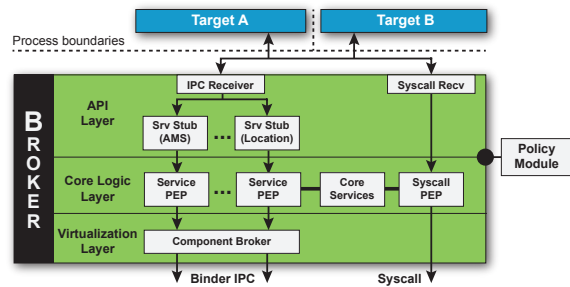 Target A
Target B
Process boundaries
BROKER
API
Layer
IPC Receiver
Syscall Recv
Srv Stub
(AMS)
...
Srv Stub
(Location)
Policy
Module
Core Logic
Layer
Service
PEP
...
Service
PEP
Core
Services
Syscall
PEP
Virtualization
Layer
Component Broker
Binder IPC
Syscall